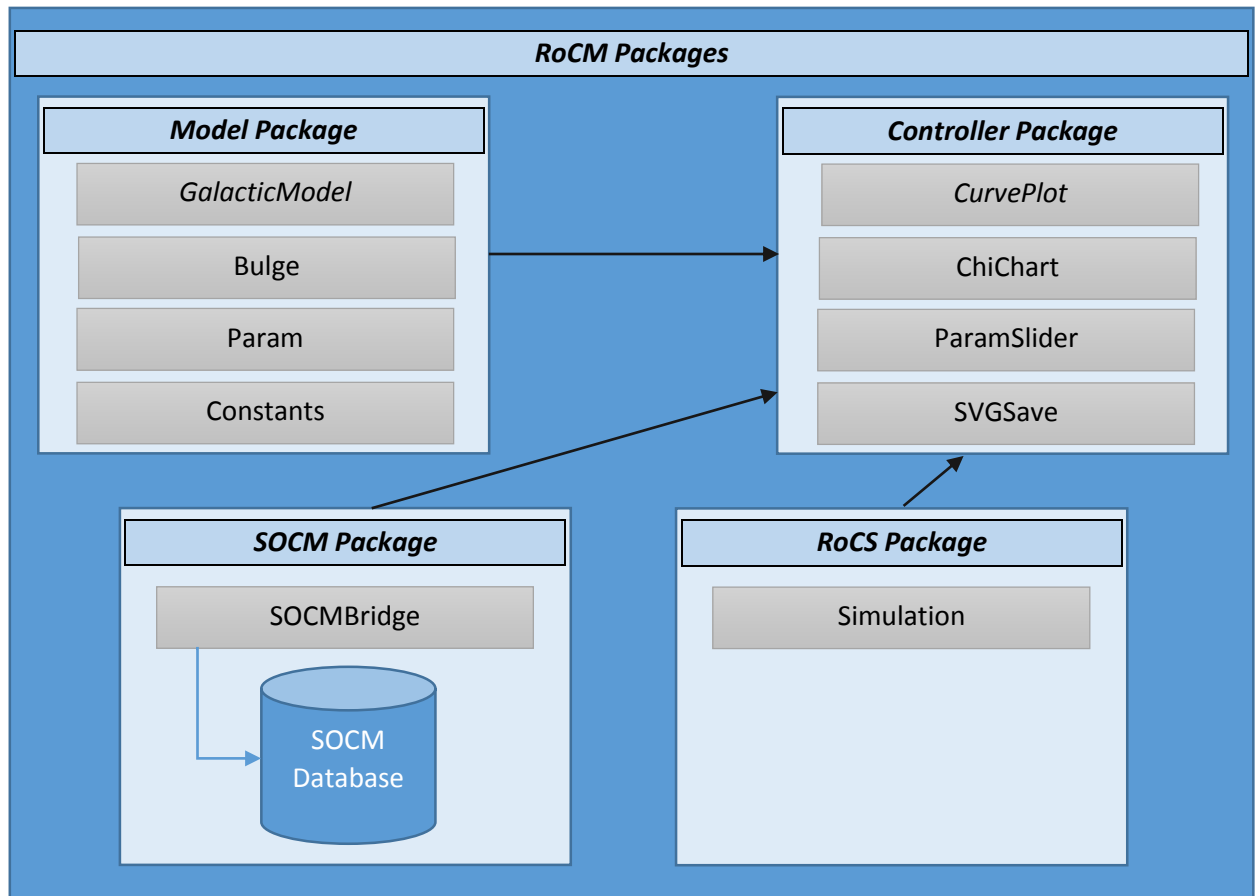 RoCM Packages
Model Package
GalacticModel
Bulge
Param
Constants
Controller Package
CurvePlot
ChiChart
ParamSlider
SVGSave
SOCM Package
SOCMBridge
SOCM
Database
RoCS Package
Simulation